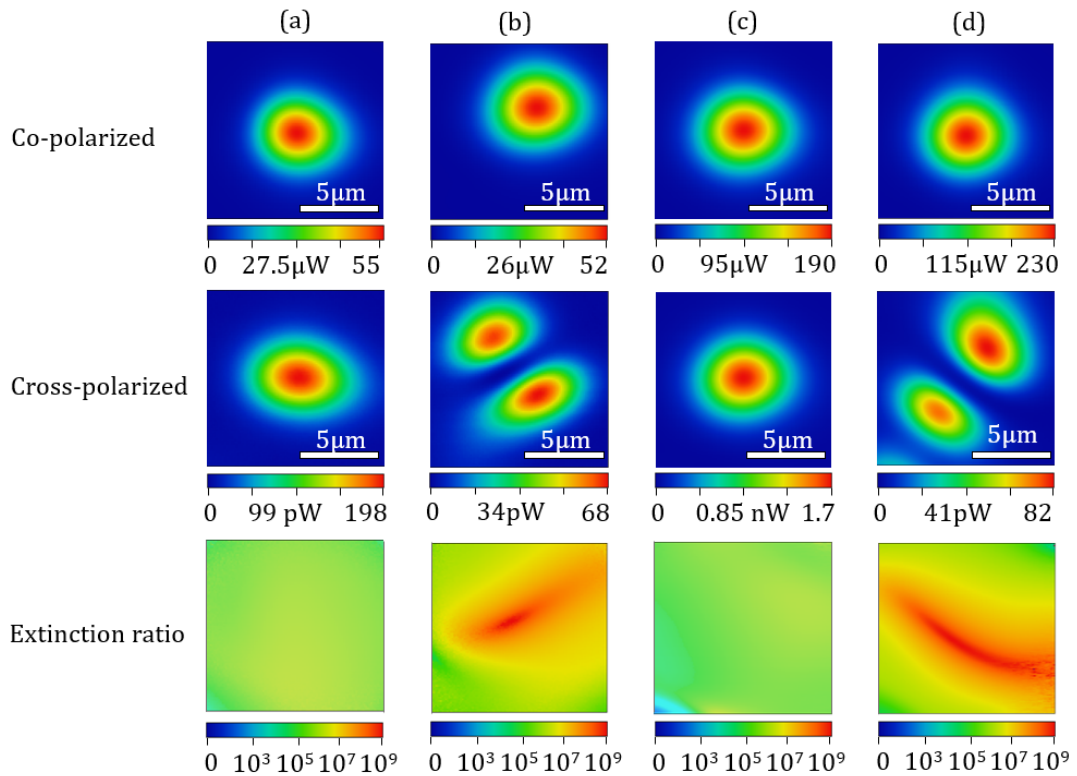 (a) (b) (c) (d)
Co-polarized
5μm 5μm 5μm 5μm
0 27.5μW 55 0 26μW 52 0 95μW 190 0 115μW 230
Cross-polarized
5μm 5μm 5μm 5μm
0 99 pW 198 0 34pW 68 0 0.85 nW 1.7 0 41pW 82
Extinction ratio
0 10³ 10⁵ 10⁷ 10⁹ 0 10³ 10⁵ 10⁷ 10⁹ 0 10³ 10⁵ 10⁷ 10⁹ 0 10³ 10⁵ 10⁷ 10⁹